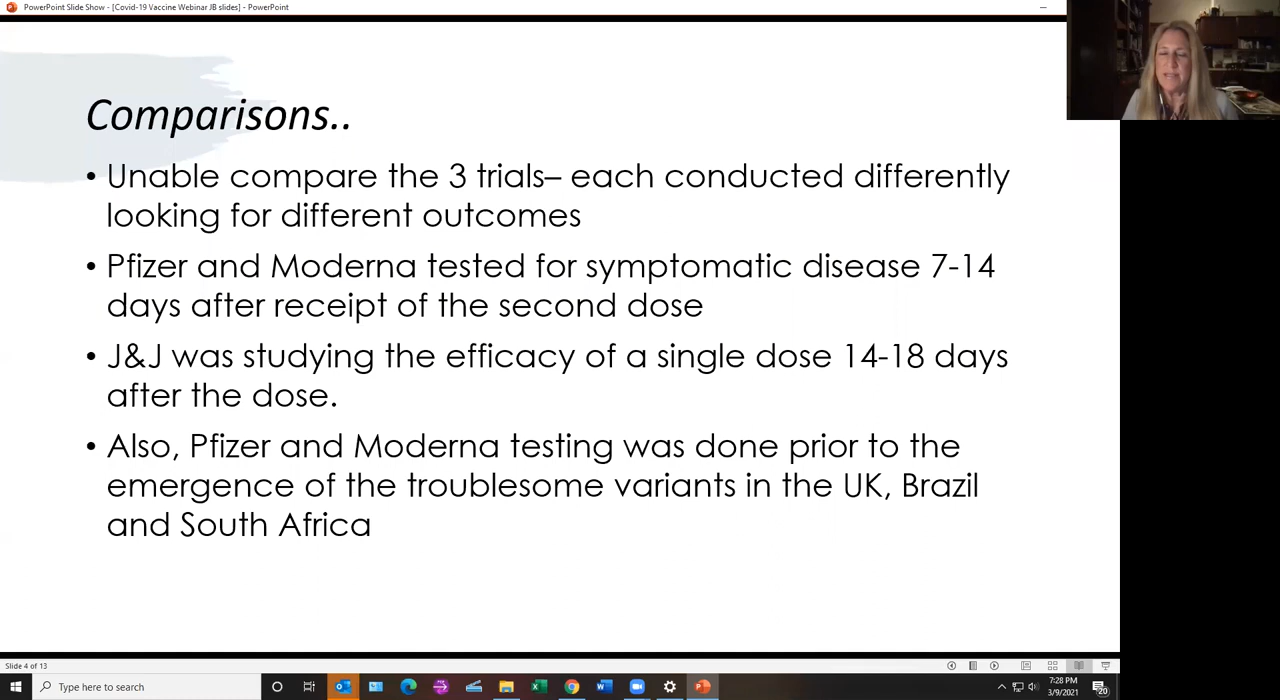 PowerPoint Slide Show - [Covid-19 Vaccine Webinar JB slides] - PowerPoint
Comparisons..
• Unable compare the 3 trials– each conducted differently
looking for different outcomes
• Pfizer and Moderna tested for symptomatic disease 7-14
days after receipt of the second dose
• J&J was studying the efficacy of a single dose 14-18 days
after the dose.
• Also, Pfizer and Moderna testing was done prior to the
emergence of the troublesome variants in the UK, Brazil
and South Africa
Slide 4 of 13
Type here to search
7:28 PM
3/9/2021
20